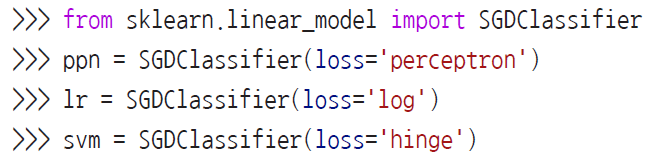 >>> from sklearn.linear_model import SGDClassifier
>>> ppn = SGDClassifier(loss='perceptron')
>>> lr = SGDClassifier(loss='log')
>>> svm = SGDClassifier(loss='hinge')